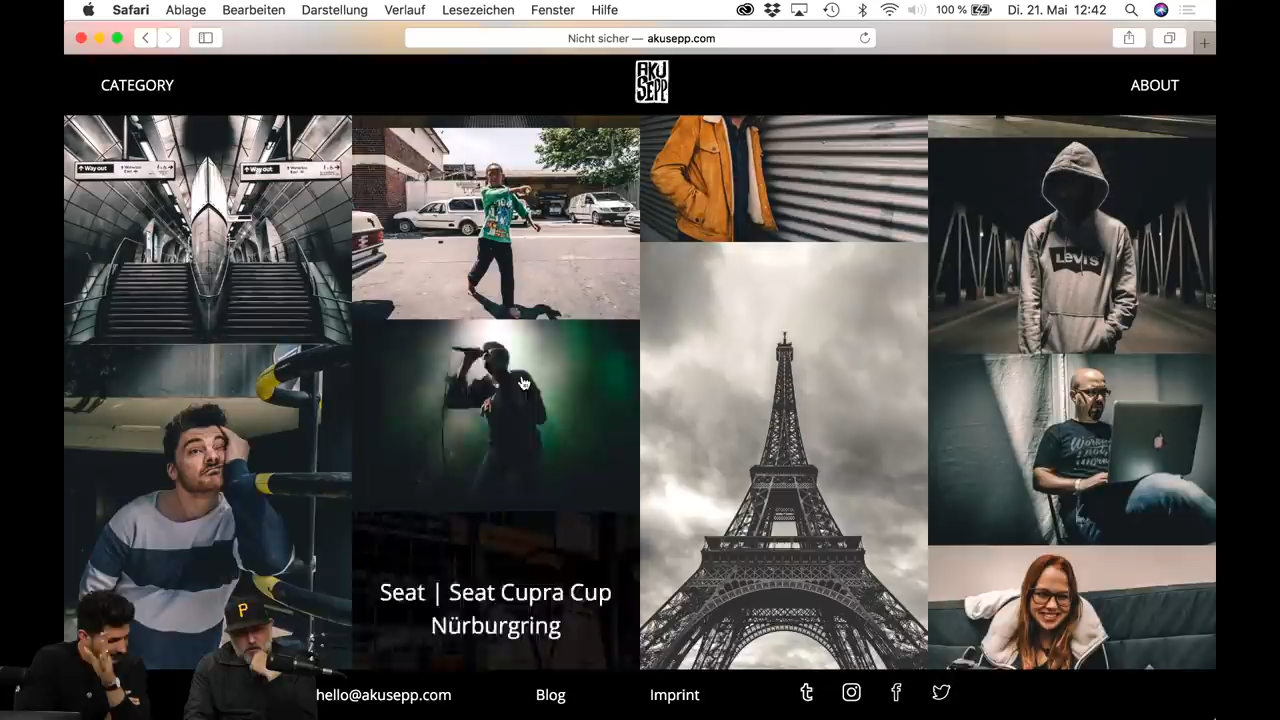 Safari Ablage Bearbeiten Darstellung Verlauf Lesezeichen Fenster Hilfe 100 % Di. 21. Mai 12:42
Nicht sicher — akusepp.com
CATEGORY
AKU
SEPP
ABOUT
Way out
Way out
LEVI'S
Seat | Seat Cupra Cup
Nürburgring
P
hello@akusepp.com Blog Imprint